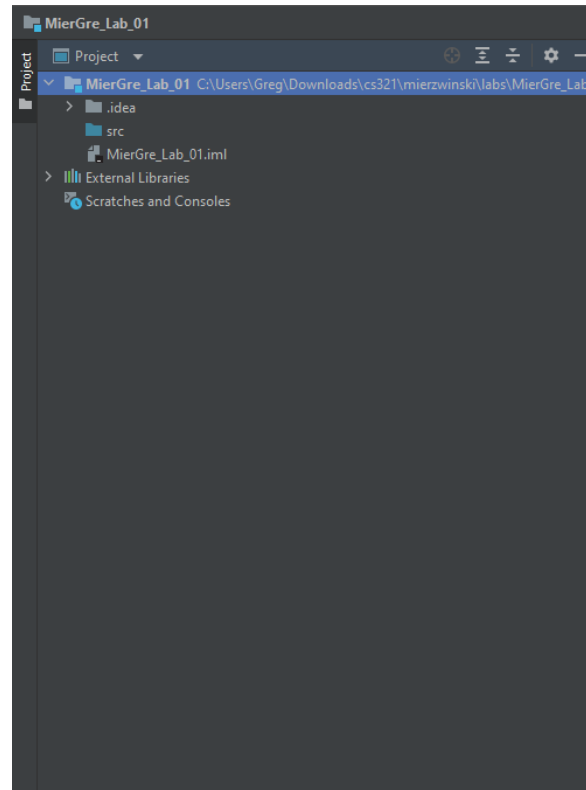 MierGre_Lab_01
Project
Project
MierGre_Lab_01 C:\Users\Greg\Downloads\cs321\mierzwinski\labs\MierGre_Lab
.idea
src
MierGre_Lab_01.iml
External Libraries
Scratches and Consoles